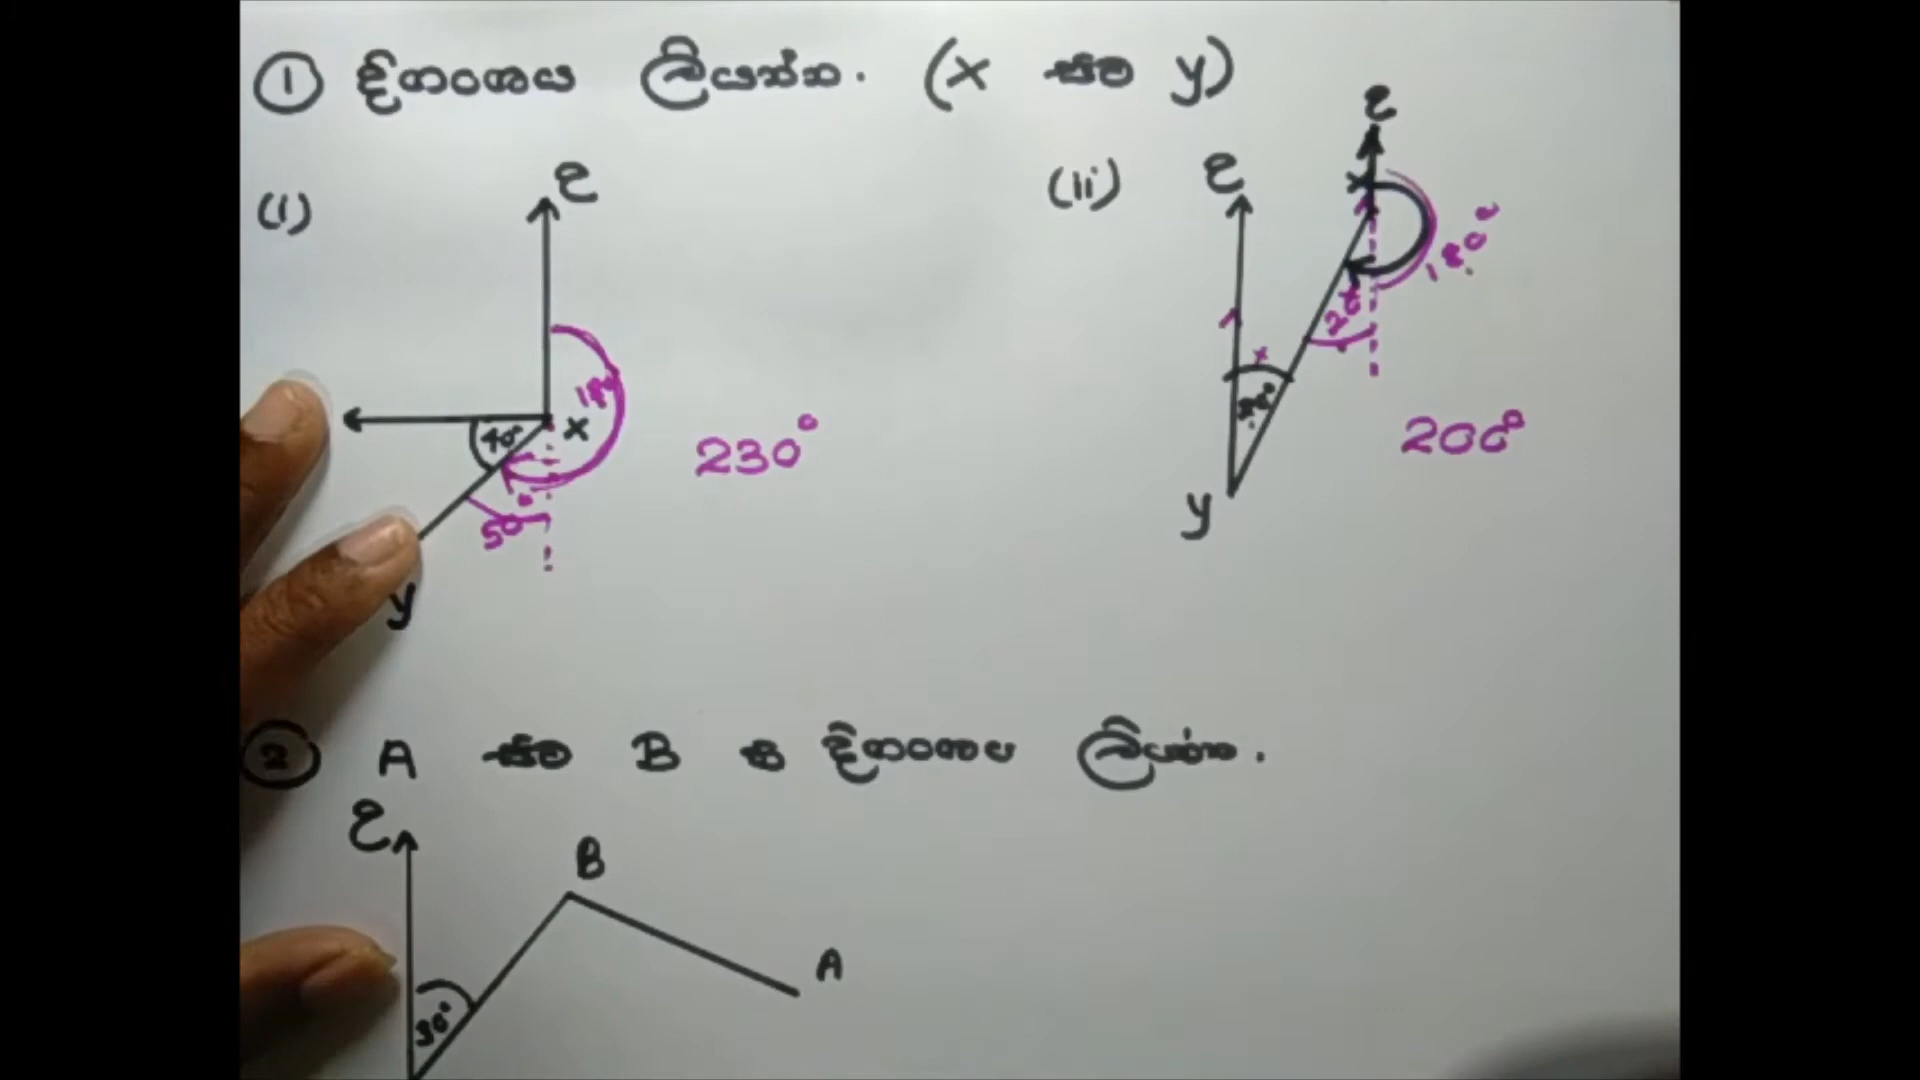 ① දිගංශය ලියන්න. (x සිට y)
(i)
උ
40°
x
180
50°
y
230°
(ii)
උ
උ
x
180°
20
x
20°
y
200°
② A සිට B හි දිගංශය ලියන්න.
උ
B
A
30°